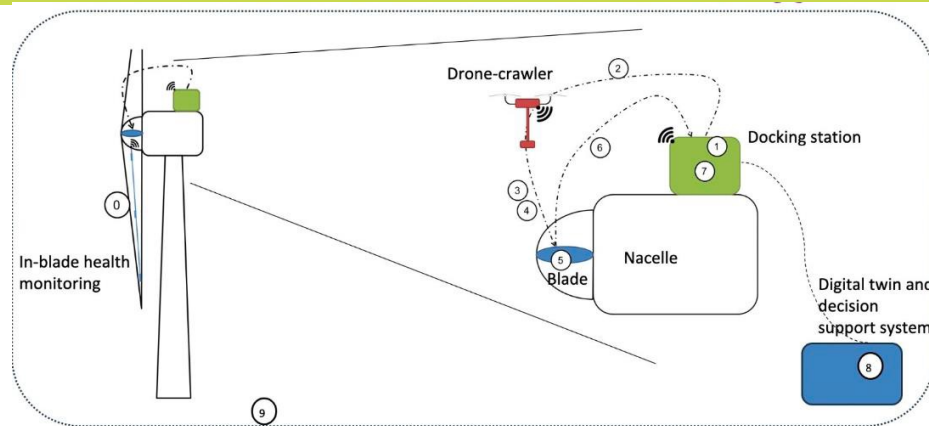 Drone-crawler
2
Docking station
1
6
7
0
3
4
In-blade health
monitoring
5
Blade
Nacelle
Digital twin and
decision
support system
8
9